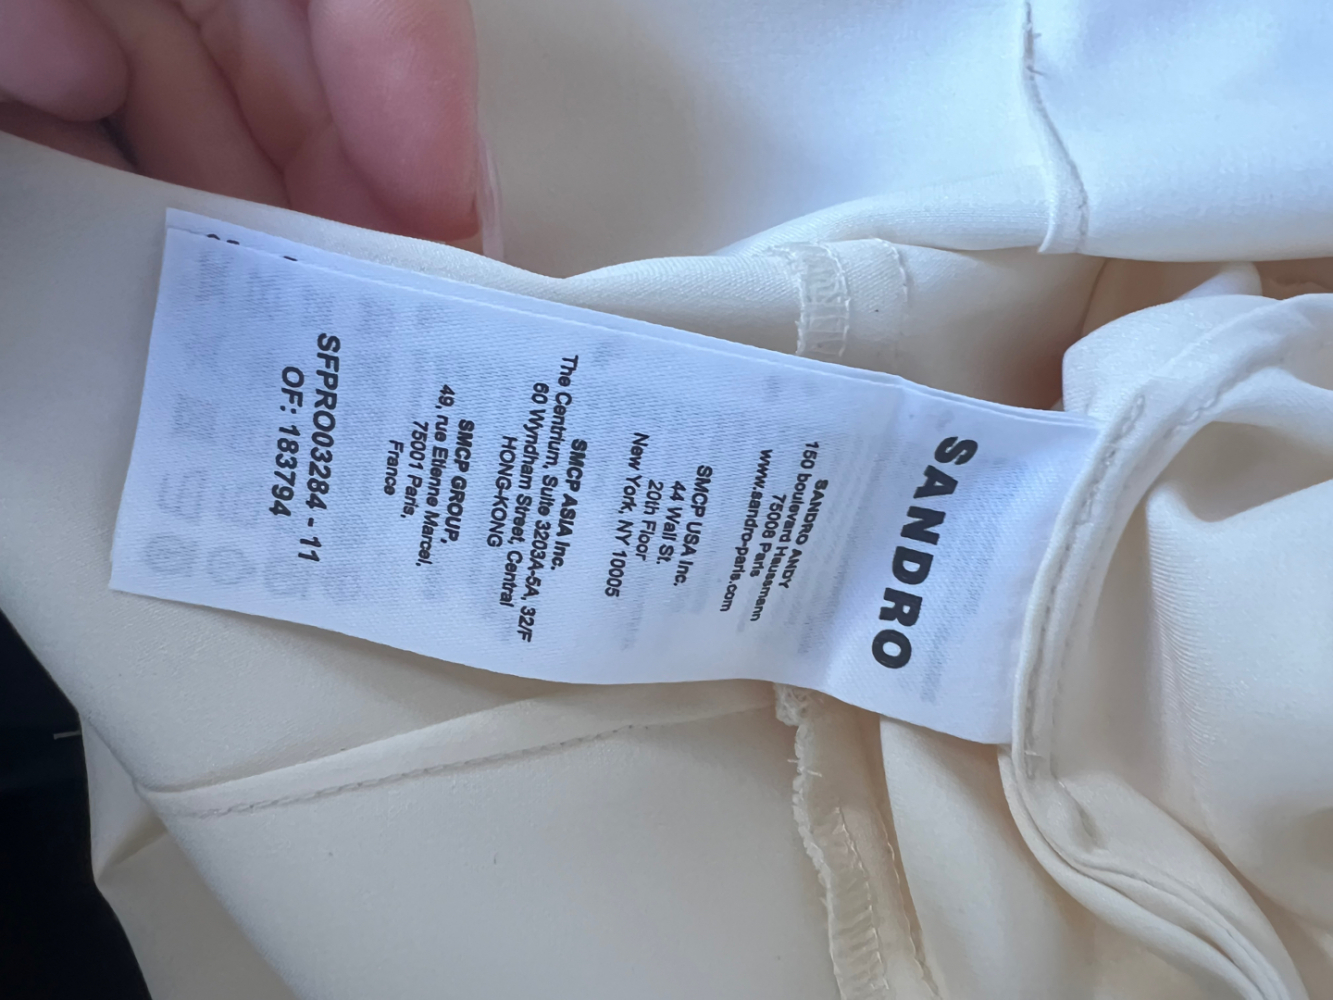 SANDRO
SANDRO ANDY
150 boulevard Haussmann
75008 Paris
www.sandro-paris.com
SMCP USA Inc.
44 Wall St.
20th Floor
New York, NY 10005
SMCP ASIA Inc.
The Centrium, Suite 3203A-5A, 32/F
60 Wyndham Street, Central
HONG-KONG
SMCP GROUP,
49, rue Etienne Marcel,
75001 Paris,
France
SFPRO03284 - 11
OF: 183794